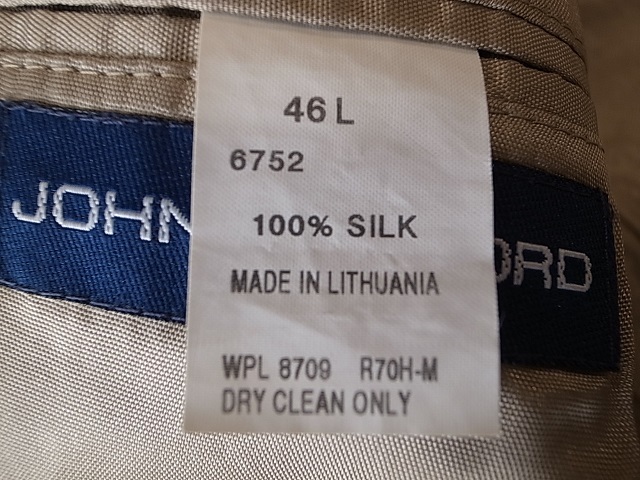 46 L
6752
100% SILK
MADE IN LITHUANIA
WPL 8709 R70H-M
DRY CLEAN ONLY
JOHN
ORD